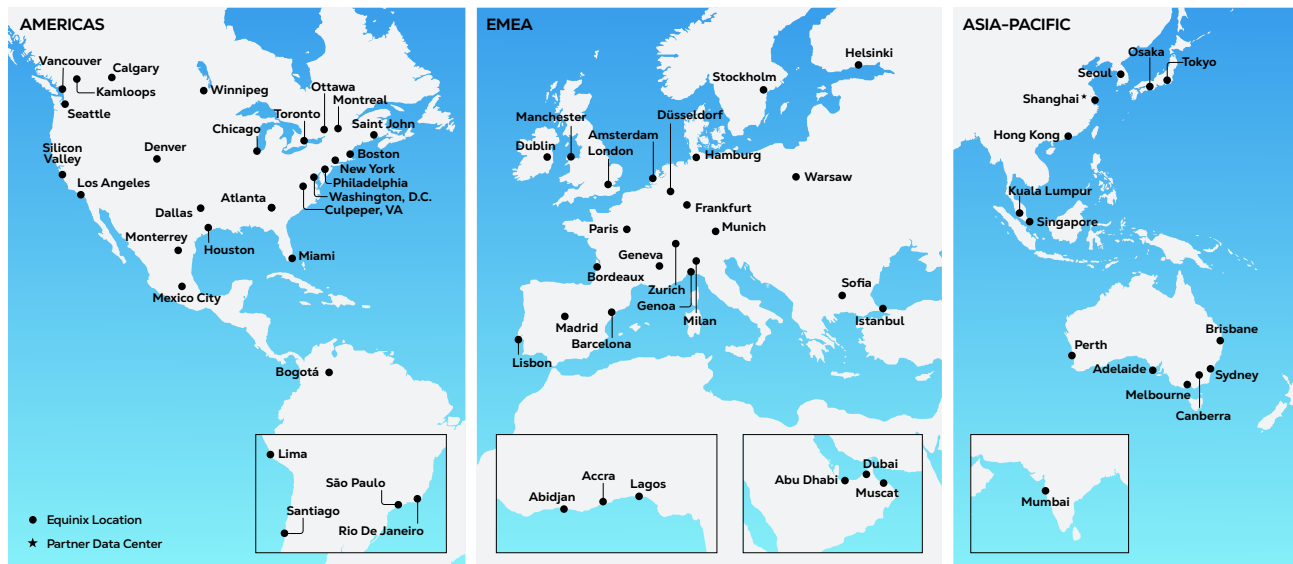 AMERICAS
Vancouver
Calgary
Kamloops
Seattle
Winnipeg
Ottawa
Montreal
Toronto
Saint John
Chicago
Boston
Silicon
Valley
Denver
New York
Philadelphia
Washington, D.C.
Culpeper, VA
Los Angeles
Atlanta
Dallas
Monterrey
Houston
Miami
Mexico City
Bogotá
Lima
São Paulo
Santiago
Rio De Janeiro
Equinix Location
★ Partner Data Center
EMEA
Helsinki
Stockholm
Manchester
Düsseldorf
Amsterdam
Dublin
London
Hamburg
Warsaw
Frankfurt
Paris
Munich
Geneva
Bordeaux
Zurich
Genoa
Milan
Sofia
Istanbul
Madrid
Barcelona
Lisbon
Accra
Abidjan
Lagos
Dubai
Abu Dhabi
Muscat
ASIA-PACIFIC
Osaka
Tokyo
Seoul
Shanghai★
Hong Kong
Kuala Lumpur
Singapore
Brisbane
Perth
Adelaide
Sydney
Melbourne
Canberra
Mumbai